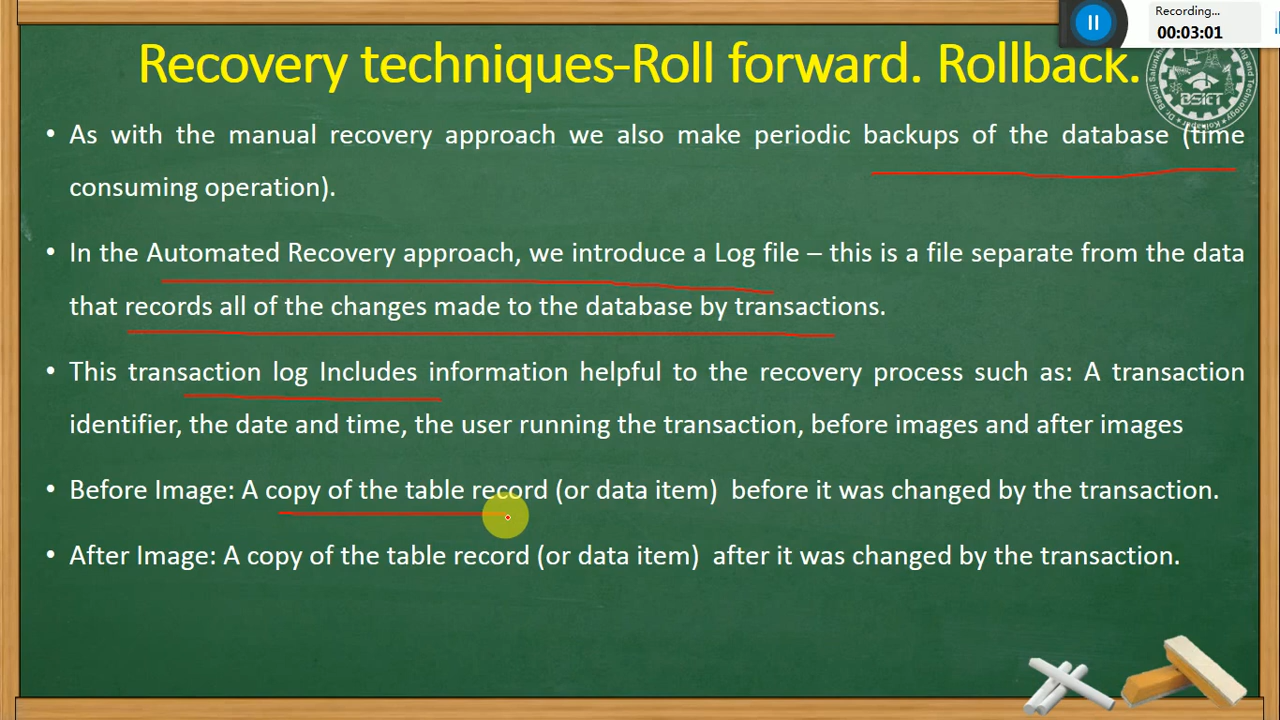 Recording...
00:03:01
Recovery techniques-Roll forward. Rollback.
BSIET
• As with the manual recovery approach we also make periodic backups of the database (time
consuming operation).
• In the Automated Recovery approach, we introduce a Log file – this is a file separate from the data
that records all of the changes made to the database by transactions.
• This transaction log Includes information helpful to the recovery process such as: A transaction
identifier, the date and time, the user running the transaction, before images and after images
• Before Image: A copy of the table record (or data item) before it was changed by the transaction.
• After Image: A copy of the table record (or data item) after it was changed by the transaction.